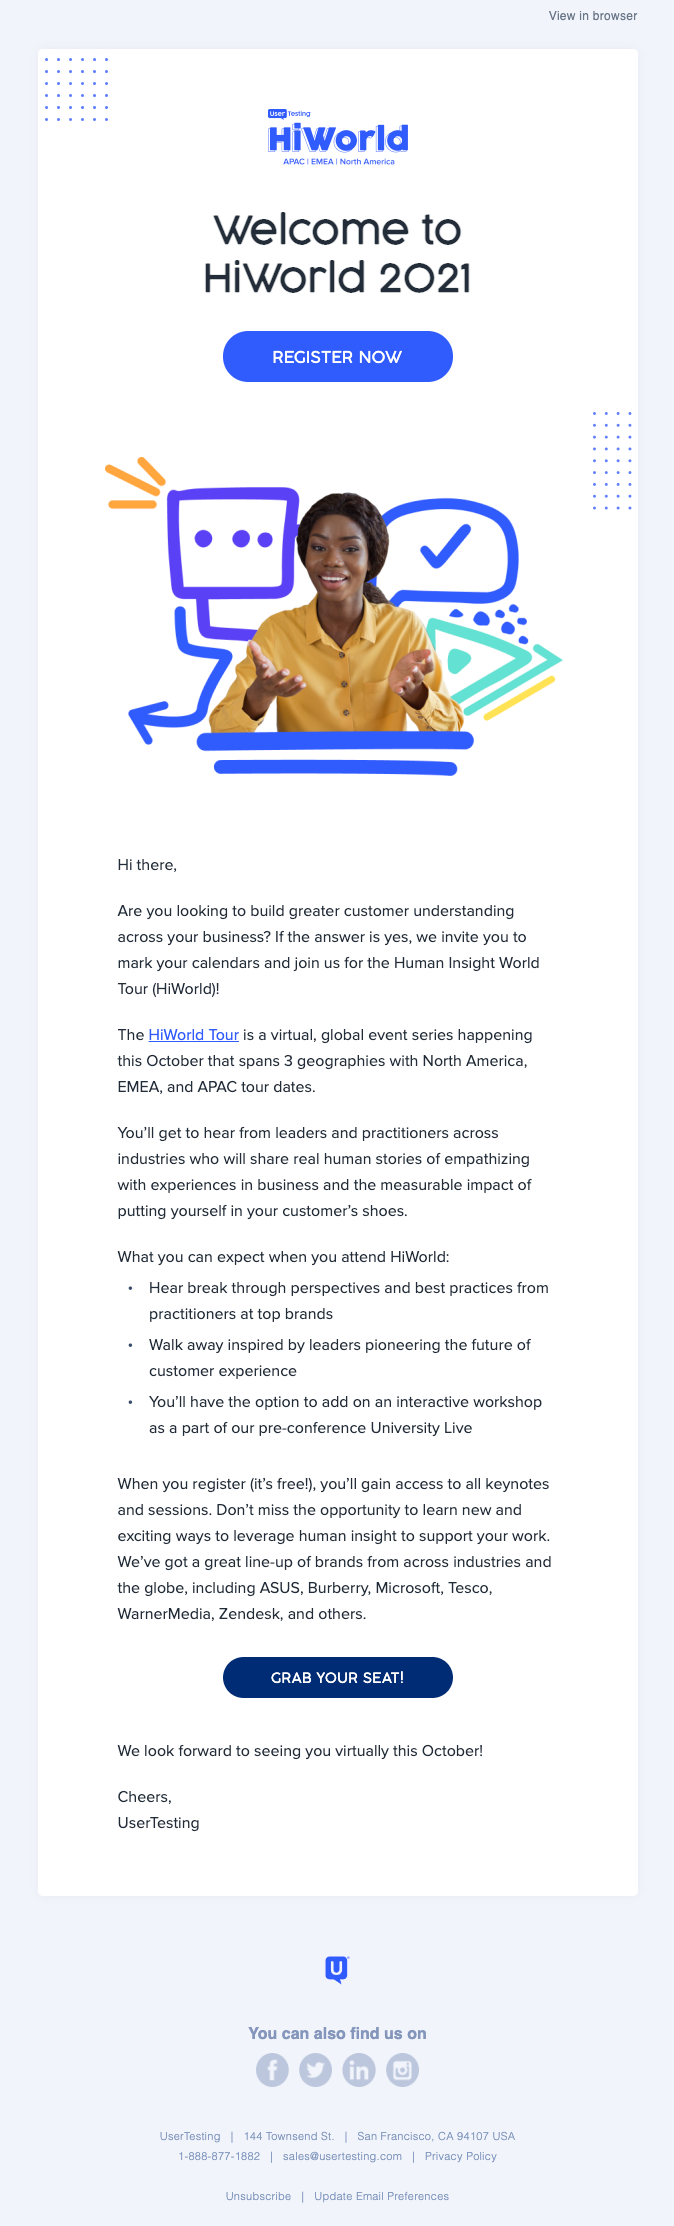 View in browser
User Testing
HiWorld
APAC | EMEA | North America
Welcome to
HiWorld 2021
REGISTER NOW
Hi there,
Are you looking to build greater customer understanding
across your business? If the answer is yes, we invite you to
mark your calendars and join us for the Human Insight World
Tour (HiWorld)!
The HiWorld Tour is a virtual, global event series happening
this October that spans 3 geographies with North America,
EMEA, and APAC tour dates.
You’ll get to hear from leaders and practitioners across
industries who will share real human stories of empathizing
with experiences in business and the measurable impact of
putting yourself in your customer’s shoes.
What you can expect when you attend HiWorld:
• Hear break through perspectives and best practices from
practitioners at top brands
• Walk away inspired by leaders pioneering the future of
customer experience
• You’ll have the option to add on an interactive workshop
as a part of our pre-conference University Live
When you register (it’s free!), you’ll gain access to all keynotes
and sessions. Don’t miss the opportunity to learn new and
exciting ways to leverage human insight to support your work.
We’ve got a great line-up of brands from across industries and
the globe, including ASUS, Burberry, Microsoft, Tesco,
WarnerMedia, Zendesk, and others.
GRAB YOUR SEAT!
We look forward to seeing you virtually this October!
Cheers,
UserTesting
U
You can also find us on
UserTesting | 144 Townsend St. | San Francisco, CA 94107 USA
1-888-877-1882 | sales@usertesting.com | Privacy Policy
Unsubscribe | Update Email Preferences